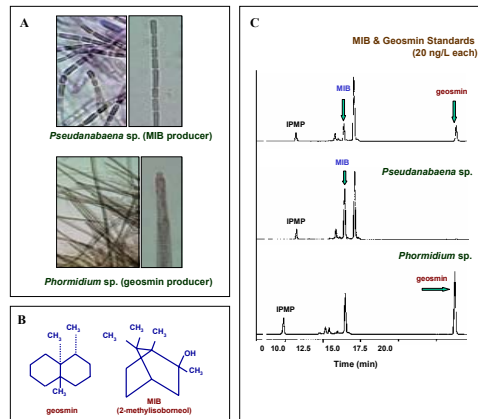 A
Pseudanabaena sp. (MIB producer)
Phormidium sp. (geosmin producer)
B
CH₃
CH₃
CH₃
geosmin
CH₃
CH₃
CH₃
OH
CH₃
MIB
(2-methylisoborneol)
C
MIB & Geosmin Standards
(20 ng/L each)
MIB
geosmin
IPMP
Pseudanabaena sp.
MIB
IPMP
Phormidium sp.
geosmin
IPMP
0 10.0 12.5 15.0 17.5 20.0
Time (min)